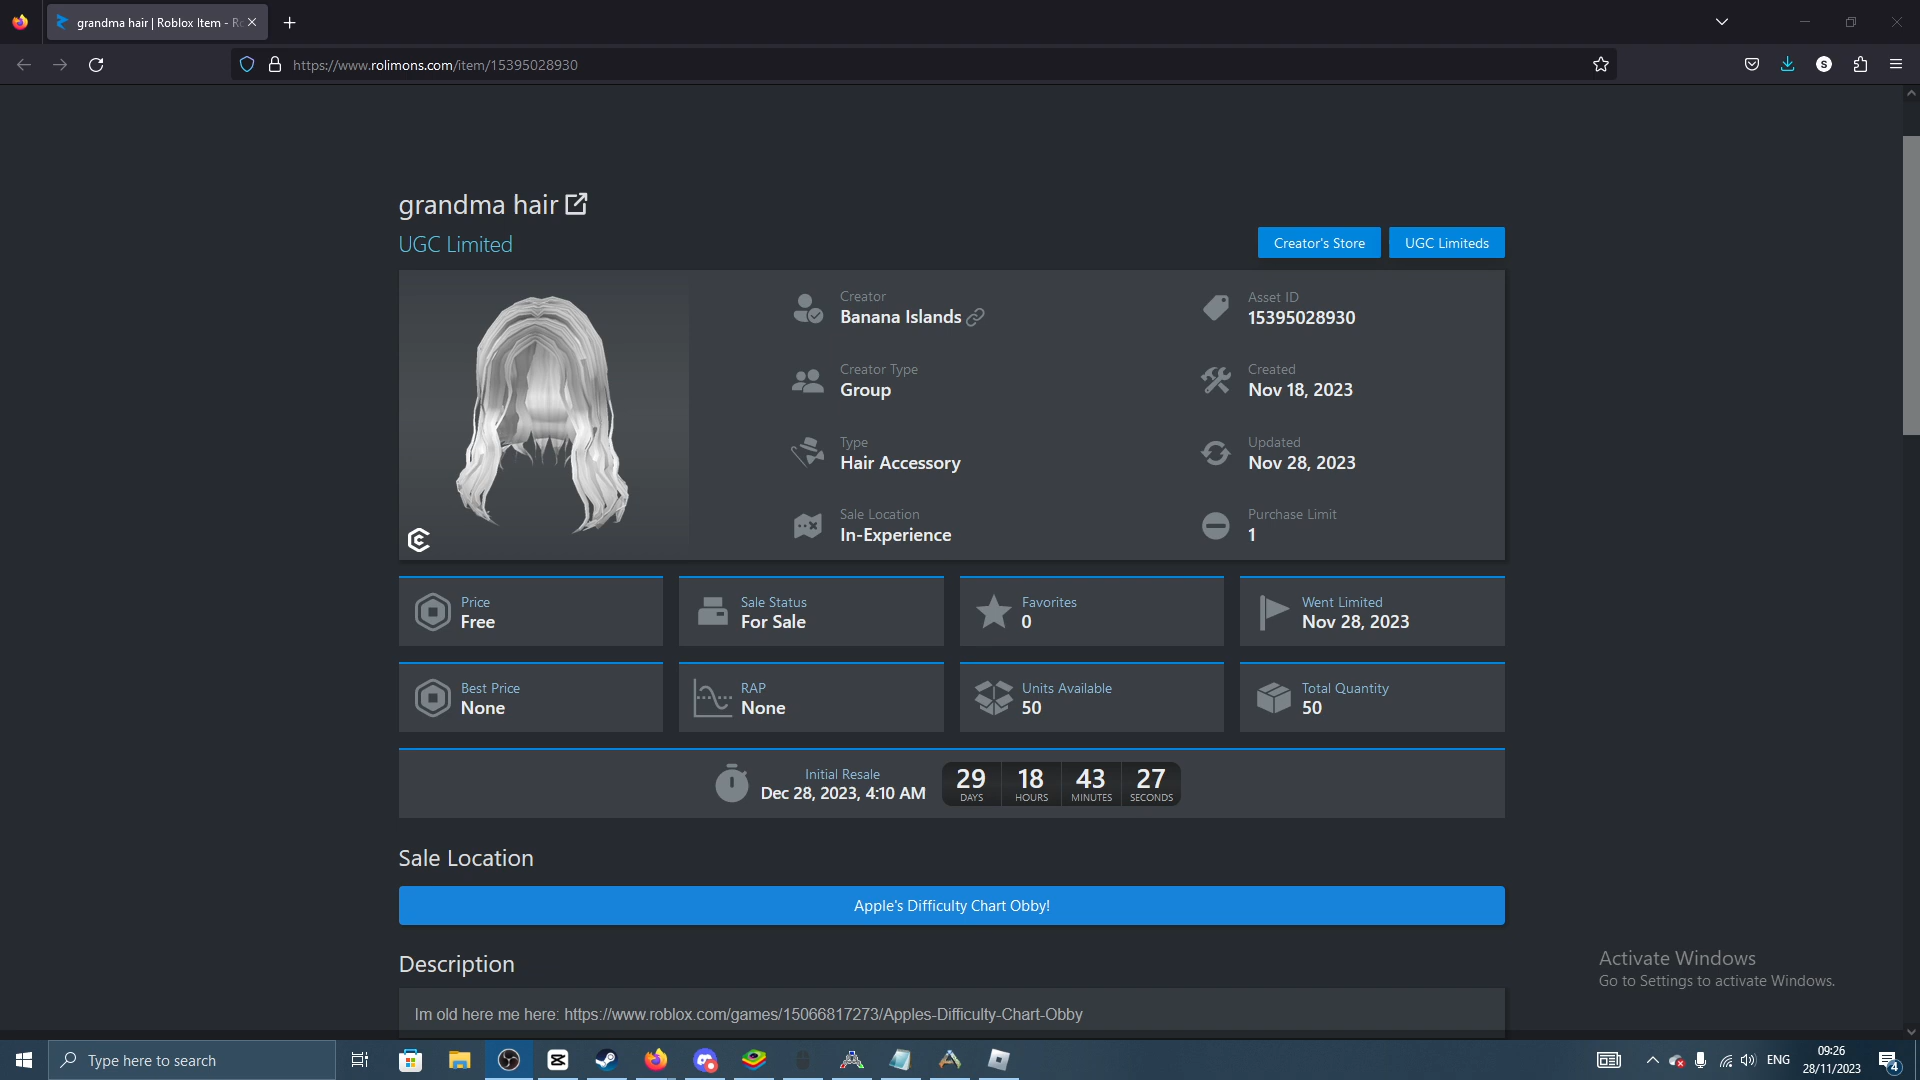 grandma hair | Roblox Item - Ro
https://www.rolimons.com/item/15395028930
S
grandma hair
UGC Limited
Creator's Store
UGC Limiteds
Creator
Banana Islands
Asset ID
15395028930
Creator Type
Group
Created
Nov 18, 2023
Type
Hair Accessory
Updated
Nov 28, 2023
Sale Location
In-Experience
Purchase Limit
1
Price
Free
Sale Status
For Sale
Favorites
0
Went Limited
Nov 28, 2023
Best Price
None
RAP
None
Units Available
50
Total Quantity
50
Initial Resale
Dec 28, 2023, 4:10 AM
29 18 43 27
DAYS HOURS MINUTES SECONDS
Sale Location
Apple's Difficulty Chart Obby!
Description
Im old here me here: https://www.roblox.com/games/15066817273/Apples-Difficulty-Chart-Obby
Activate Windows
Go to Settings to activate Windows.
Type here to search
ENG
09:26
28/11/2023
4